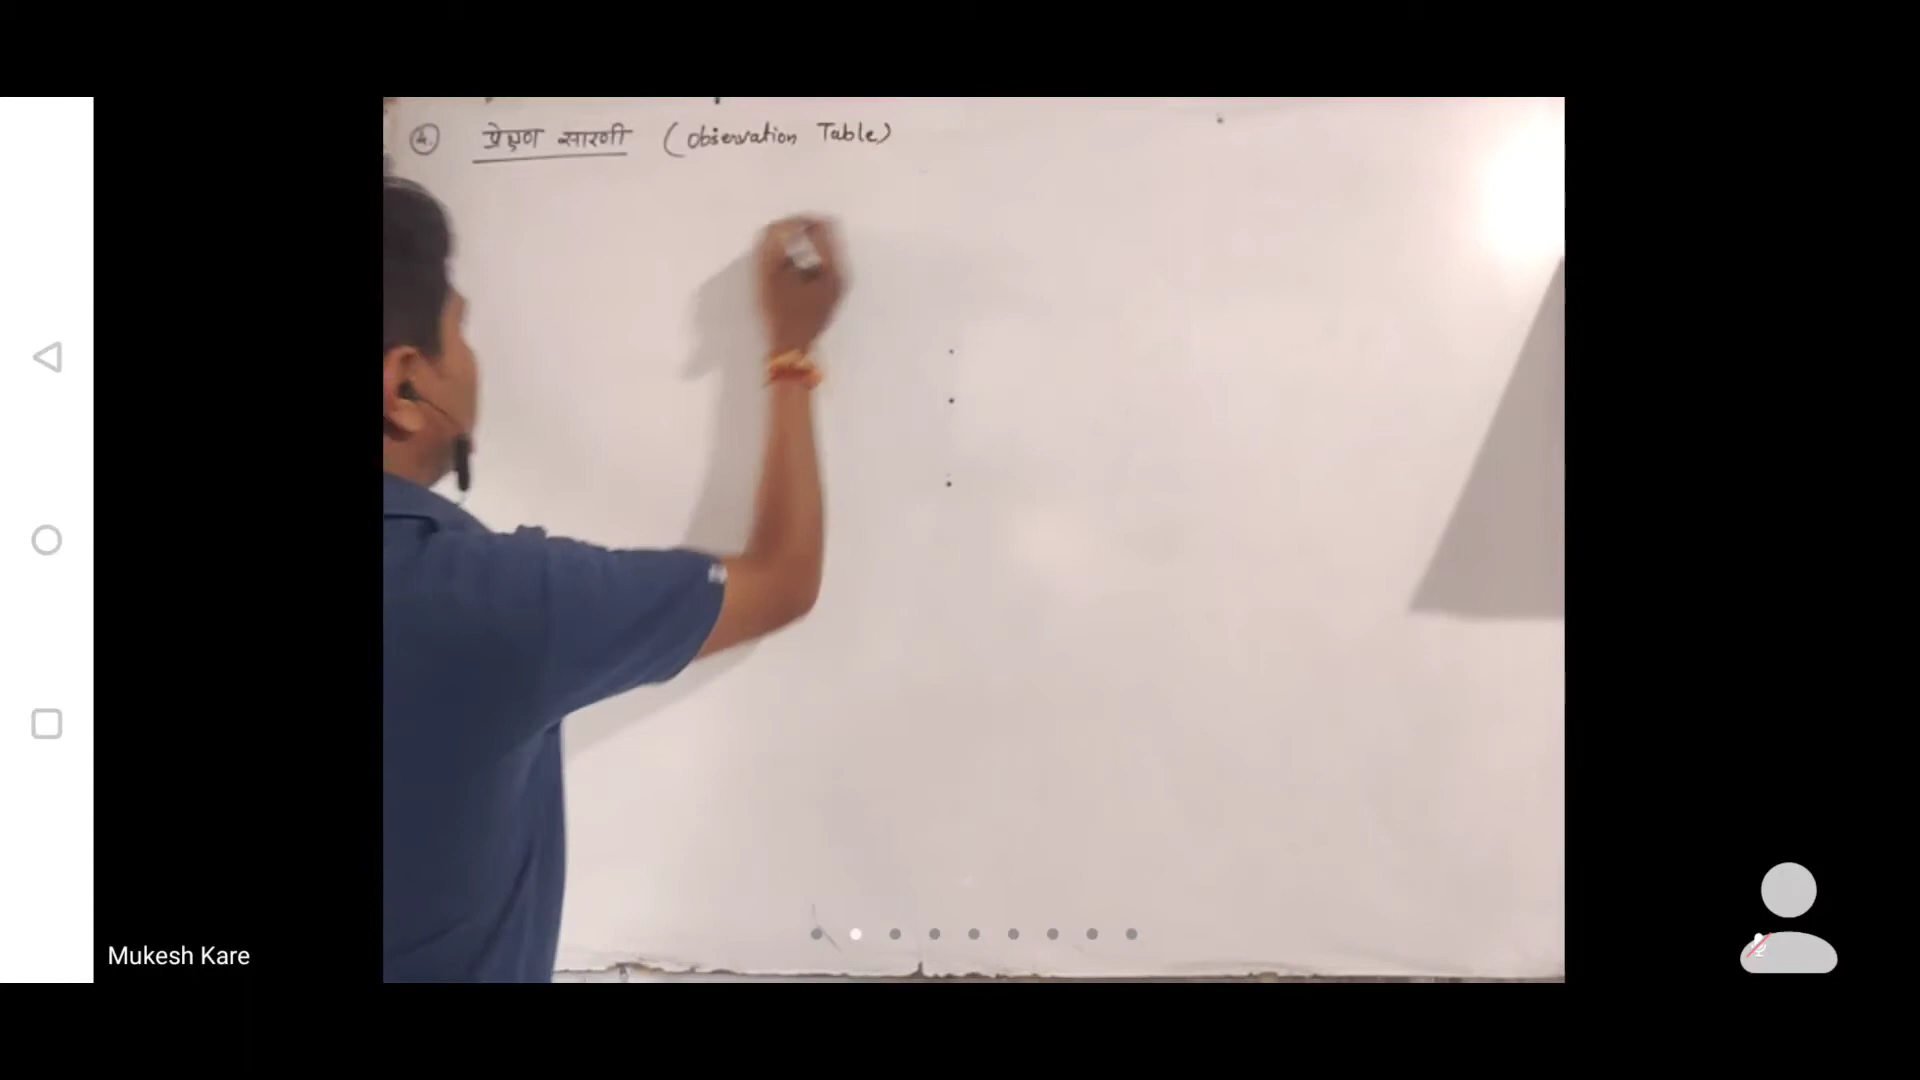 4. प्रेक्षण सारणी (Observation Table)
Mukesh Kare